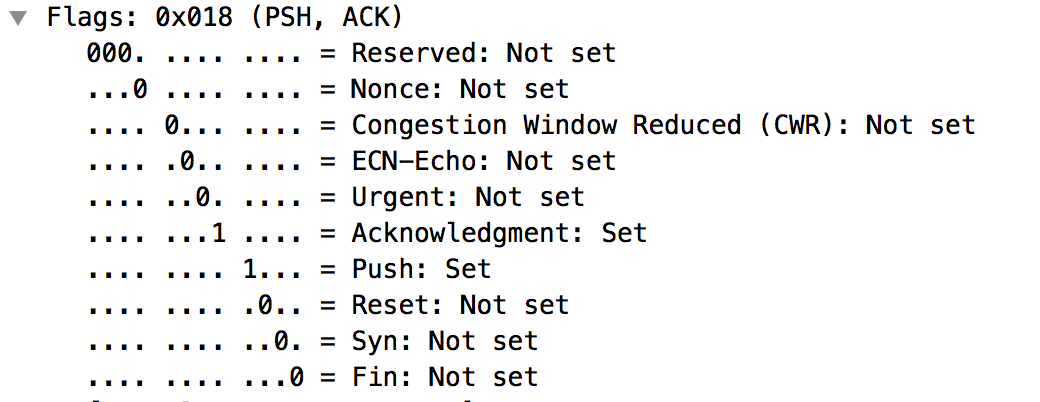 Flags: 0x018 (PSH, ACK)
000. .... .... = Reserved: Not set
...0 .... .... = Nonce: Not set
.... 0... .... = Congestion Window Reduced (CWR): Not set
.... .0.. .... = ECN-Echo: Not set
.... ..0. .... = Urgent: Not set
.... ...1 .... = Acknowledgment: Set
.... .... 1... = Push: Set
.... .... .0.. = Reset: Not set
.... .... ..0. = Syn: Not set
.... .... ...0 = Fin: Not set